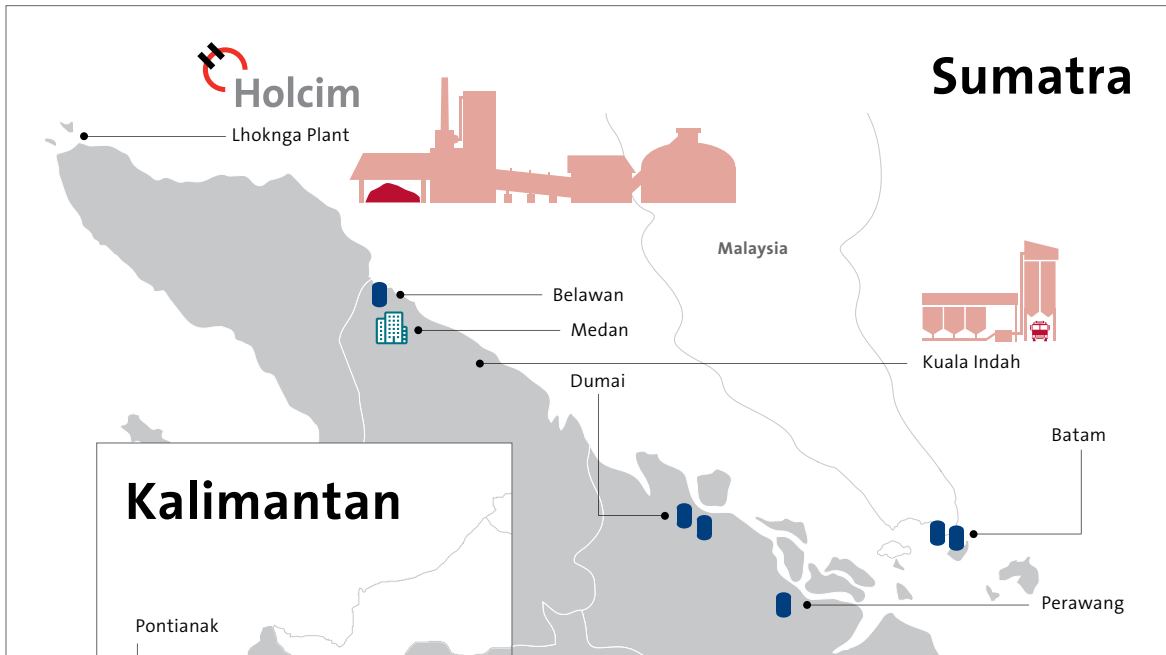 Sumatra
Holcim
Lhoknga Plant
Malaysia
Belawan
Medan
Kuala Indah
Dumai
Batam
Kalimantan
Perawang
Pontianak